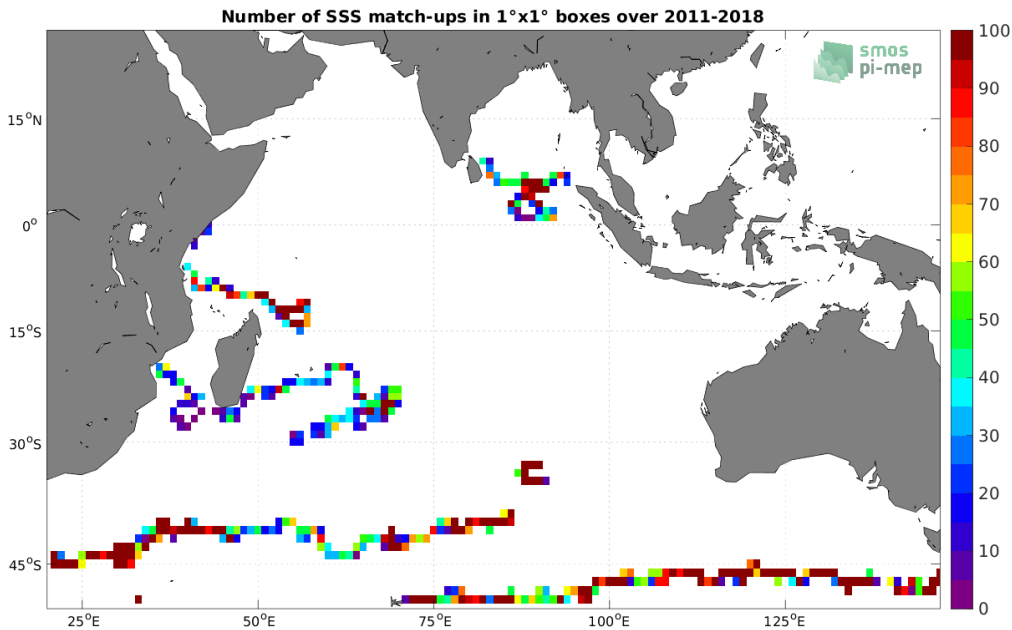 Number of SSS match-ups in 1°x1° boxes over 2011-2018
smos
pi-mep
15°N
0°
15°S
30°S
45°S
25°E
50°E
75°E
100°E
125°E
100
90
80
70
60
50
40
30
20
10
0